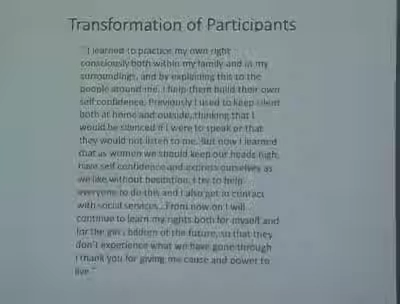 Transformation of Participants
"I learned to practice my own right
consciously both within my family and in my
surroundings, and by explaining this to the
people around me, I help them build their own
self confidence. Previously I used to keep silent
both at home and outside, thinking that I
would be silenced if I were to speak or that
they would not listen to me. But now I learned
that as women we should keep our heads high,
have self confidence and express ourselves as
we like without hesitation. I try to help
everyone to do this and I also got in contact
with social services. From now on I will
continue to learn my rights both for myself and
for the girl children of the future, so that they
don't experience what we have gone through
I thank you for giving me cause and power to
live."